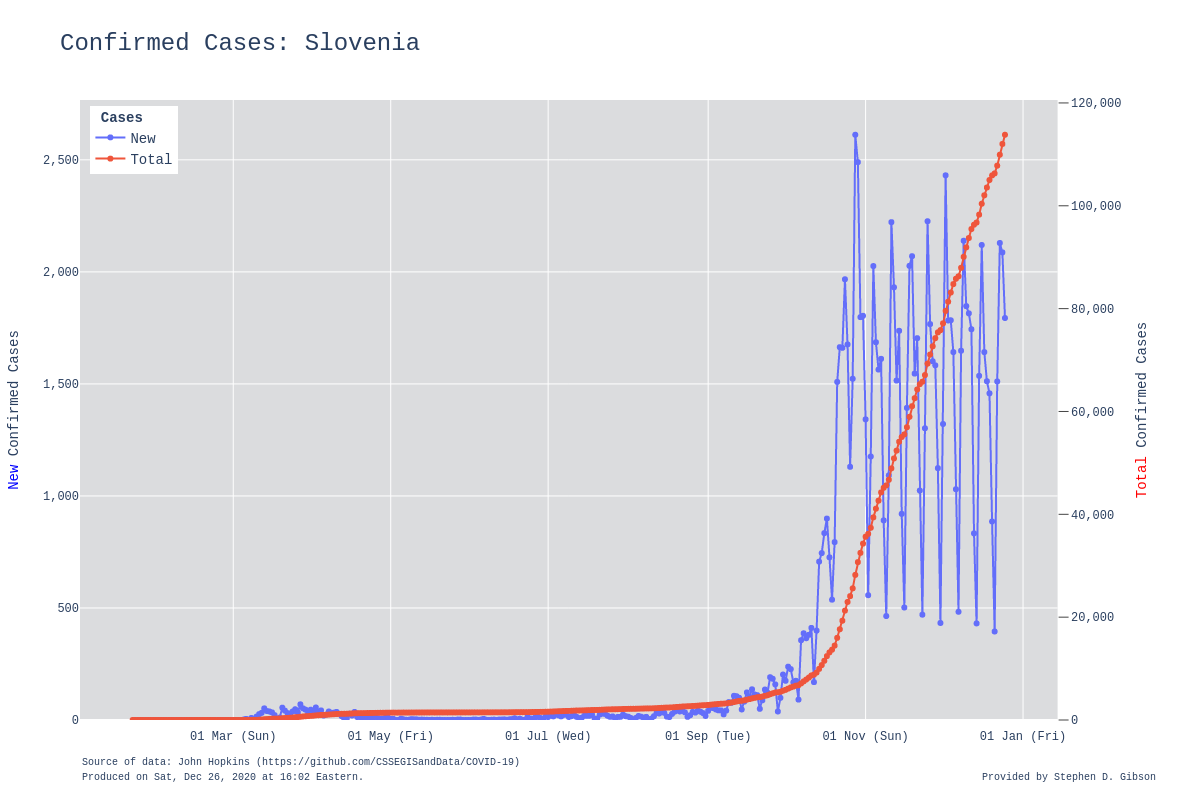 Confirmed Cases: Slovenia
Cases
New
Total
2,500
2,000
1,500
1,000
500
0
120,000
100,000
80,000
60,000
40,000
20,000
0
New Confirmed Cases
Total Confirmed Cases
01 Mar (Sun)
01 May (Fri)
01 Jul (Wed)
01 Sep (Tue)
01 Nov (Sun)
01 Jan (Fri)
Source of data: John Hopkins (https://github.com/CSSEGISandData/COVID-19)
Produced on Sat, Dec 26, 2020 at 16:02 Eastern.
Provided by Stephen D. Gibson